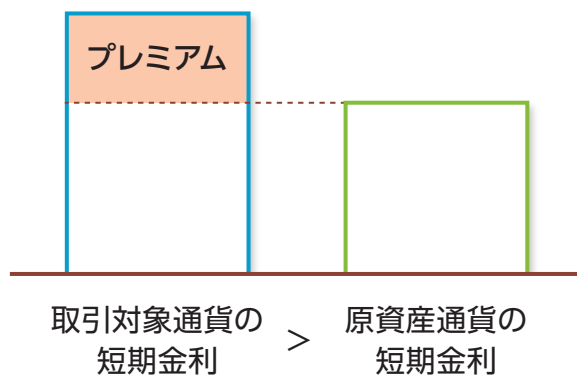 プレミアム
取引対象通貨の
短期金利
＞
原資産通貨の
短期金利